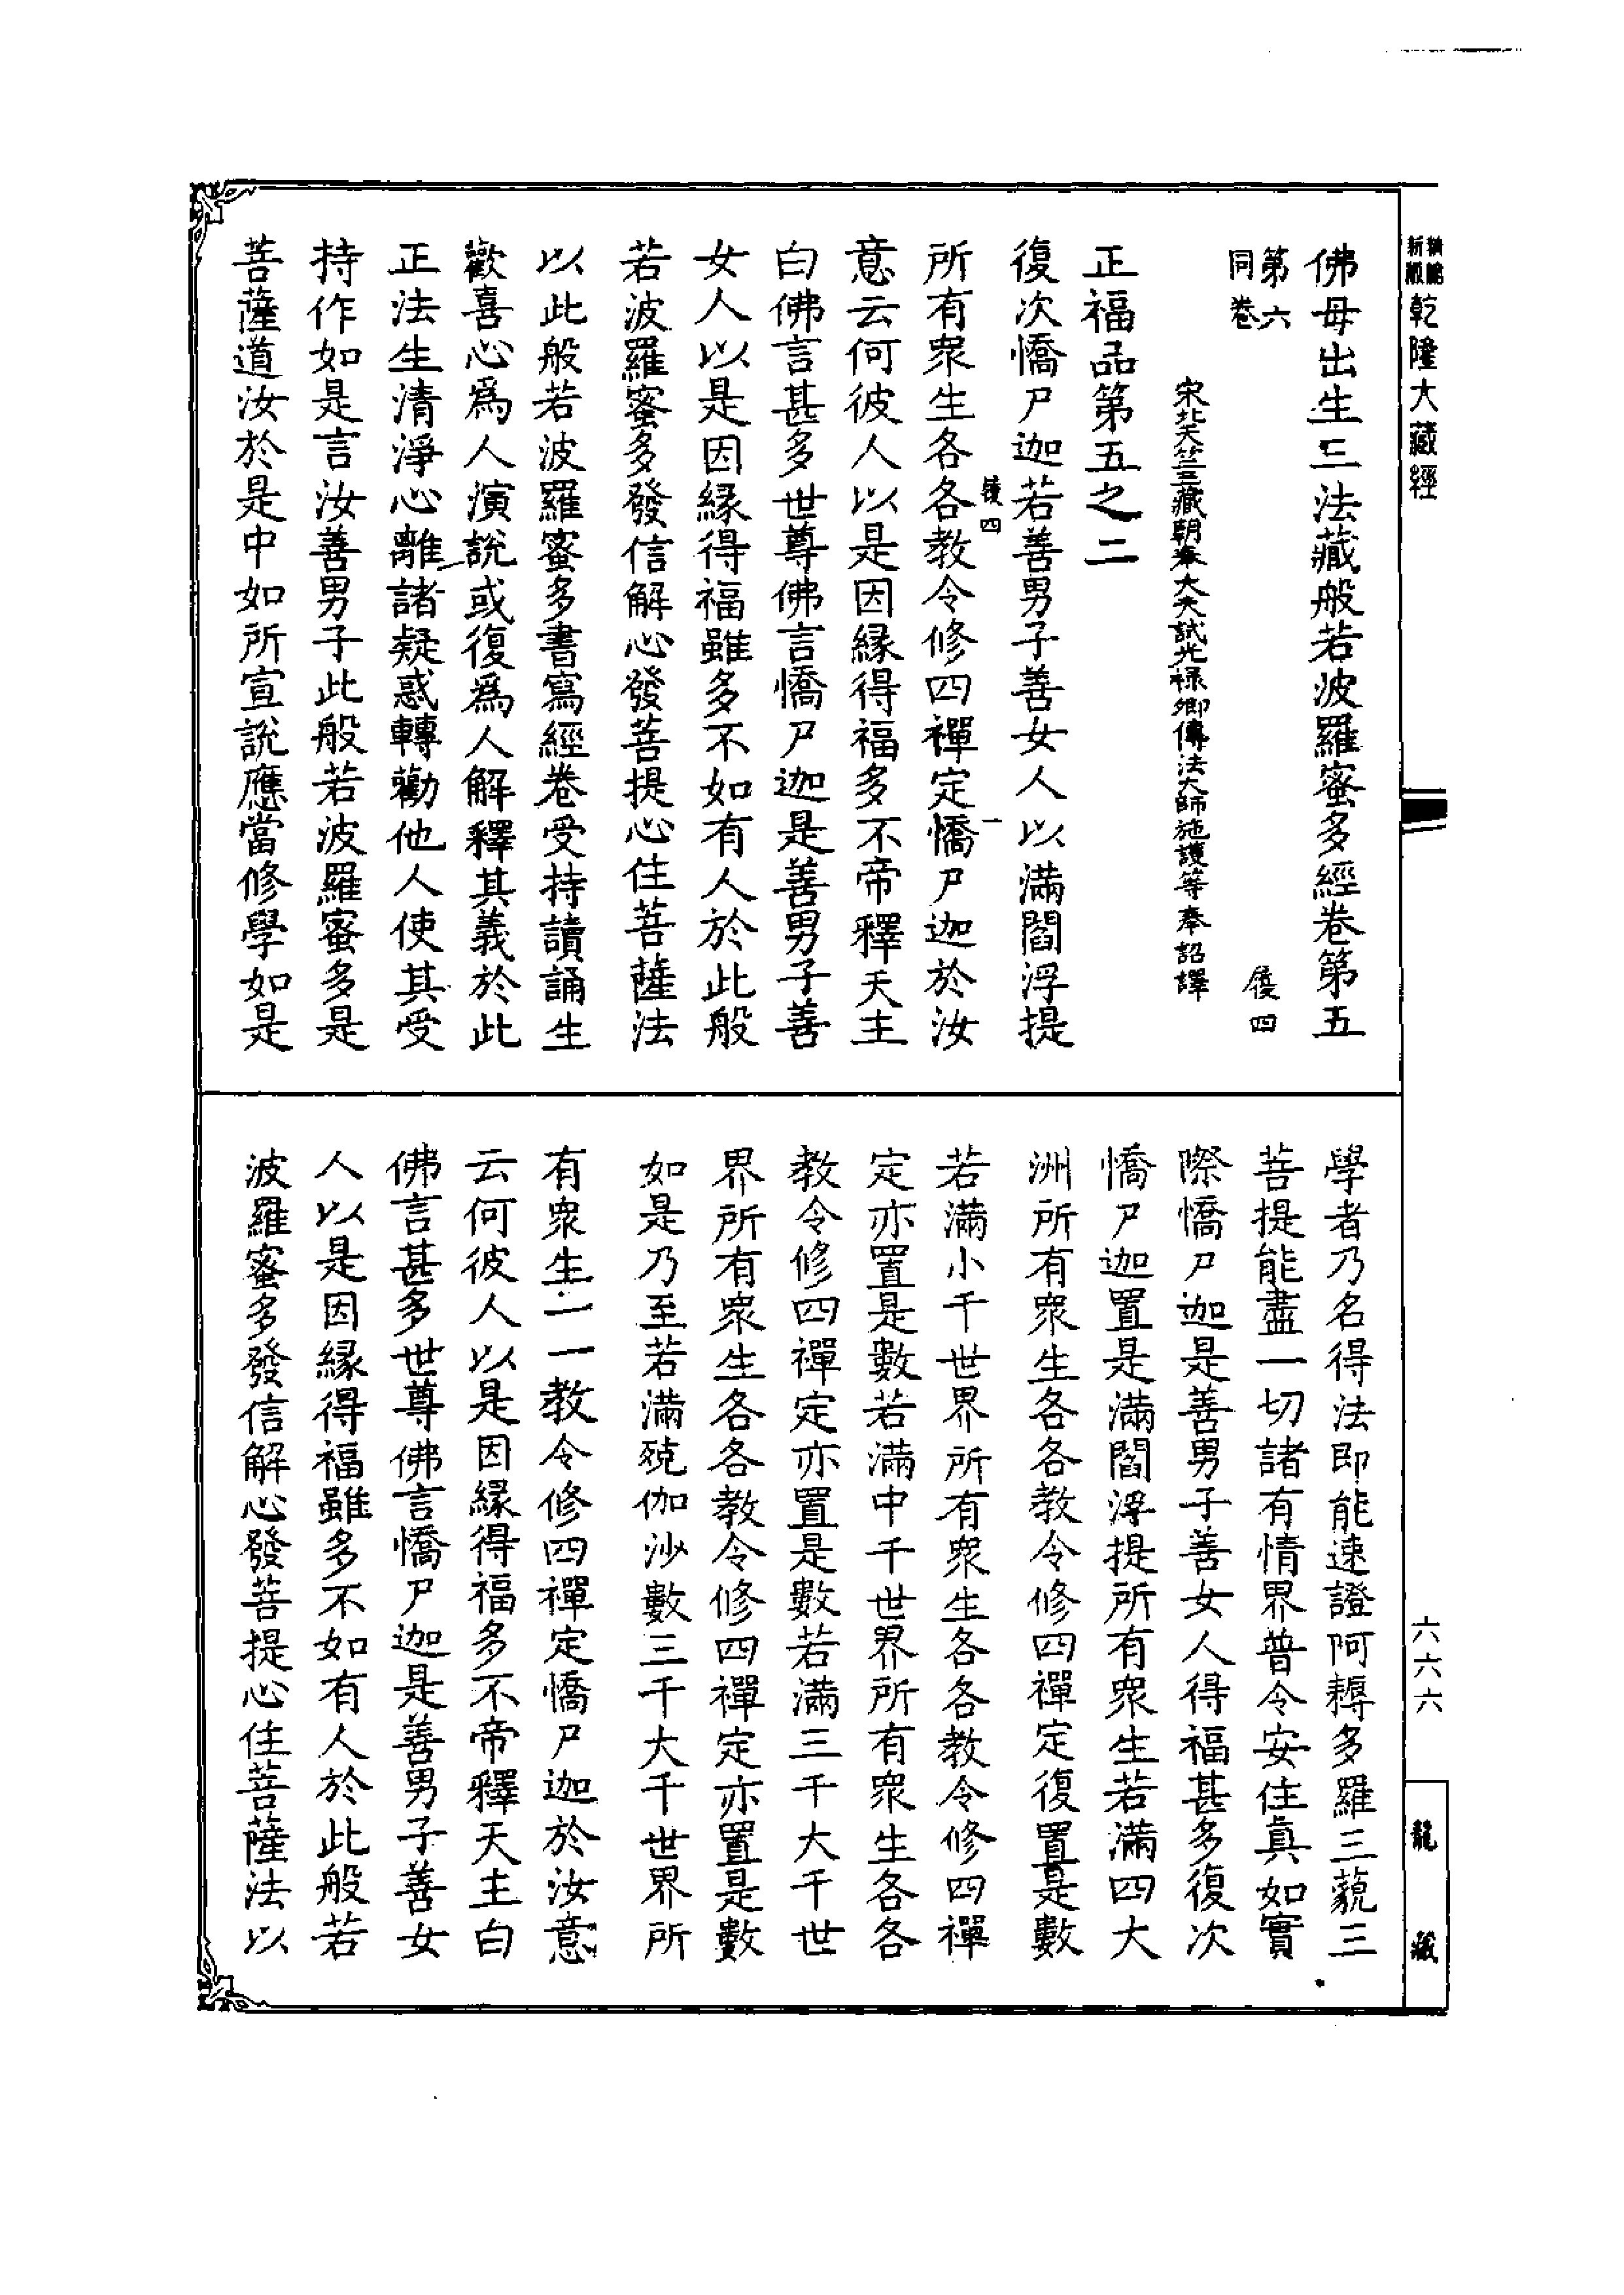 新版
乾隆大藏經
佛母出生三法藏般若波羅蜜多經卷第五
第六
同卷
履四
宋北天竺三藏朝奉大夫試光祿卿傳法大師施護等奉詔譯
正福品第五之二
復次憍尸迦若善男子善女人以滿閻浮提
所有眾生各各教令修四禪定憍尸迦於汝
履四 一
意云何彼人以是因緣得福多不帝釋天主
白佛言甚多世尊佛言憍尸迦是善男子善
女人以是因緣得福雖多不如有人於此般
若波羅蜜多發信解心發菩提心住菩薩法
以此般若波羅蜜多書寫經卷受持讀誦生
歡喜心為人演說或復為人解釋其義於此
正法生清淨心離諸疑惑轉勸他人使其受
持作如是言汝善男子此般若波羅蜜多是
菩薩道汝於是中如所宣說應當修學如是
學者乃名得法即能速證阿耨多羅三藐三
菩提能盡一切諸有情界普令安住真如實
際憍尸迦是善男子善女人得福甚多復次
憍尸迦置是滿閻浮提所有眾生若滿四大
洲所有眾生各各教令修四禪定復置是數
若滿小千世界所有眾生各各教令修四禪
定亦置是數若滿中千世界所有眾生各各
教令修四禪定亦置是數若滿三千大千世
界所有眾生各各教令修四禪定亦置是數
如是乃至若滿殑伽沙數三千大千世界所
有眾生一一教令修四禪定憍尸迦於汝意
云何彼人以是因緣得福多不帝釋天主白
佛言甚多世尊佛言憍尸迦是善男子善女
人以是因緣得福雖多不如有人於此般若
波羅蜜多發信解心發菩提心住菩薩法以
六六六
龍藏